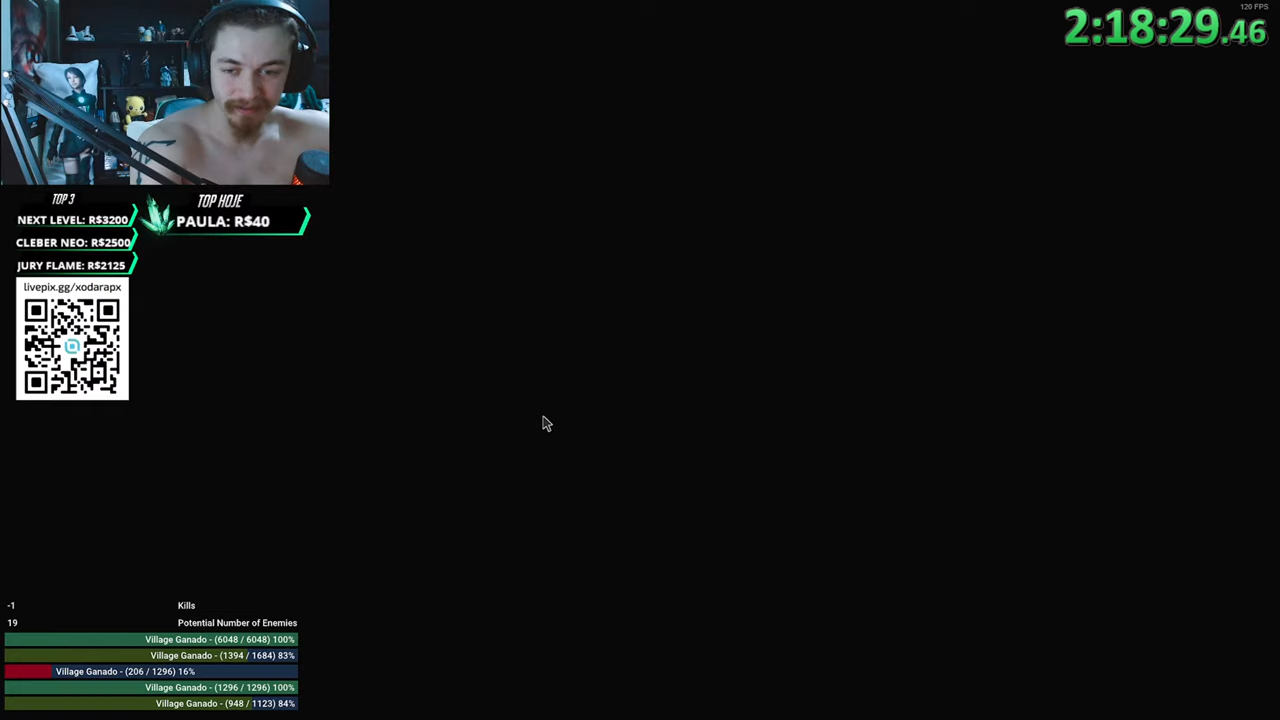 120 FPS
2:18:29.46
TOP 3
NEXT LEVEL: R$3200
CLEBER NEO: R$2500
JURY FLAME: R$2125
TOP HOJE
PAULA: R$40
livepix.gg/xodarapx
-1 Kills
19 Potential Number of Enemies
Village Ganado - (6048 / 6048) 100%
Village Ganado - (1394 / 1684) 83%
Village Ganado - (206 / 1296) 16%
Village Ganado - (1296 / 1296) 100%
Village Ganado - (948 / 1123) 84%